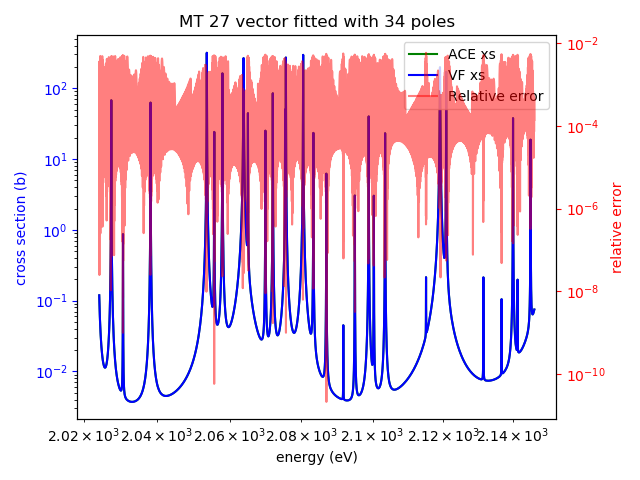 MT 27 vector fitted with 34 poles
ACE xs
VF xs
Relative error
10²
10¹
10⁰
10⁻¹
10⁻²
cross section (b)
10⁻²
10⁻⁴
10⁻⁶
10⁻⁸
10⁻¹⁰
relative error
2.02 × 10³ 2.04 × 10³ 2.06 × 10³ 2.08 × 10³ 2.1 × 10³ 2.12 × 10³ 2.14 × 10³
energy (eV)